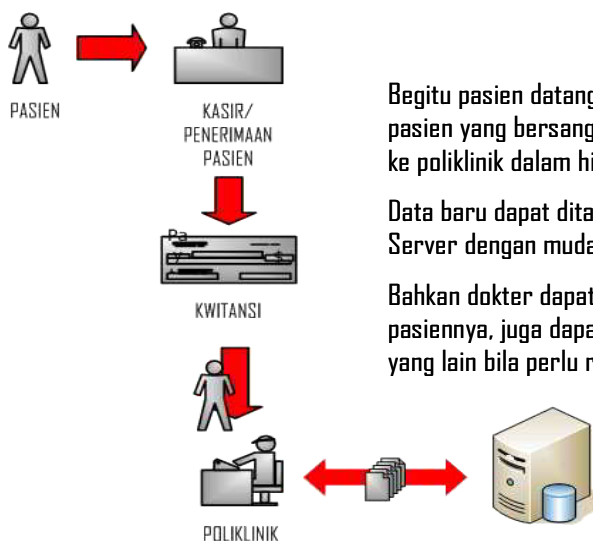 PASIEN
KASIR/
PENERIMAAN
PASIEN
Pa
y
$
KWITANSI
POLIKLINIK
Begitu pasien datang
pasien yang bersang
ke poliklinik dalam hi
Data baru dapat dita
Server dengan muda
Bahkan dokter dapat
pasiennya, juga dapa
yang lain bila perlu r